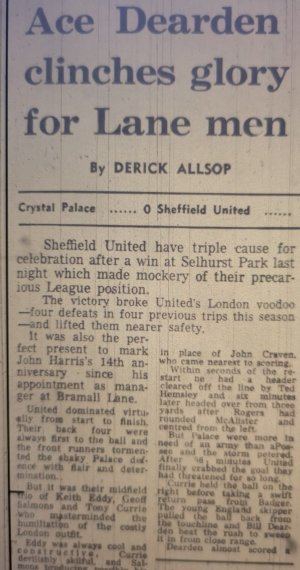 Ace Dearden
clinches glory
for Lane men
By DERICK ALLSOP
Crystal Palace ...... 0 Sheffield United ......
Sheffield United have triple cause for
celebration after a win at Selhurst Park last
night which made mockery of their precar-
ious League position.
The victory broke United's London voodoo
—four defeats in four previous trips this season
—and lifted them nearer safety.
It was also the per-
fect present to mark
John Harris's 14th an-
niversary since his
appointment as mana-
ger at Bramall Lane.
United dominated virtu-
ally from start to finish.
Their back four were
always first to the ball and
the front runners tormen-
ted the shaky Palace def-
ence with flair and deter-
mination.
But it was their midfield
trio of Keith Eddy, Geoff
Salmons and Tony Currie
who masterminded the
humiliation of the costly
London outfit.
Eddy was always cool and
constructive, Currie
devilishly skilful, and Sal-
in place of John Craven,
who came nearest to scoring.
Within seconds of the re-
start he had a header
cleared off the line by Ted
Hemsley and six minutes
later headed over from three
yards after Rogers had
rounded McAlister and
centred from the left.
But Palace were more in
need of an army than a Pos-
see and the storm petered.
After 76 minutes United
finally grabbed the goal they
had threatened for so long.
Currie held the ball on the
right before taking a swift
return pass from Badger.
The young England skipper
pulled the ball back from
the touchline and Bill Dear-
den beat the rush to sweep
it in from close range.
Dearden almost scored a